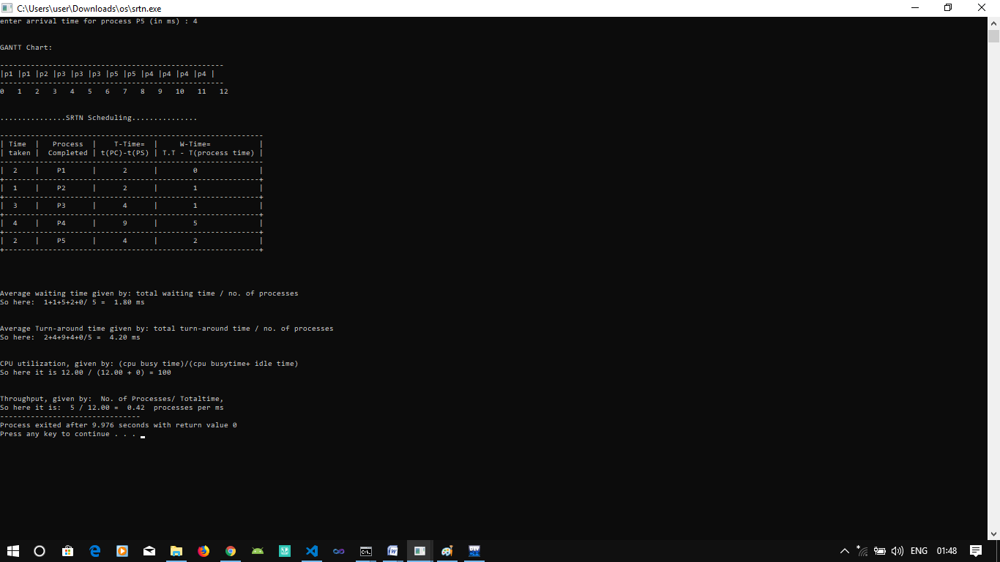 C:\Users\user\Downloads\os\srtn.exe
enter arrival time for process P5 (in ms) : 4
GANTT Chart:
---------------------------------------------------
|p1 |p1 |p2 |p3 |p3 |p3 |p5 |p5 |p4 |p4 |p4 |p4 |
---------------------------------------------------
0   1   2   3   4   5   6   7   8   9   10   11   12
...............SRTN Scheduling...............
------------------------------------------------------------
| Time  |   Process  |    T-Time=  |     W-Time=           |
| taken |  Completed | t(PC)-t(PS) | T.T - T(process time) |
------------------------------------------------------------
|  2    |    P1      |      2      |        0              |
+----------------------------------------------------------+
|  1    |    P2      |      2      |        1              |
+----------------------------------------------------------+
|  3    |    P3      |      4      |        1              |
+----------------------------------------------------------+
|  4    |    P4      |      9      |        5              |
+----------------------------------------------------------+
|  2    |    P5      |      4      |        2              |
+----------------------------------------------------------+
Average waiting time given by: total waiting time / no. of processes
So here:  1+1+5+2+0/ 5 =  1.80 ms
Average Turn-around time given by: total turn-around time / no. of processes
So here:  2+4+9+4+0/5 =  4.20 ms
CPU utilization, given by: (cpu busy time)/(cpu busytime+ idle time)
So here it is 12.00 / (12.00 + 0) = 100
Throughput, given by:  No. of Processes/ Totaltime,
So here it is:  5 / 12.00 =  0.42  processes per ms
--------------------------------
Process exited after 9.976 seconds with return value 0
Press any key to continue . . .
C:\. W DEV ENG 01:48